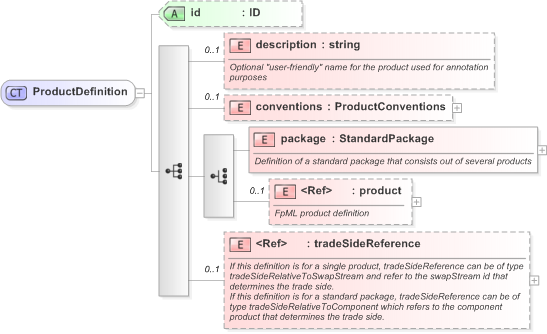 A id : ID
0..1 E description : string
Optional "user-friendly" name for the product used for annotation
purposes
CT ProductDefinition
0..1 E conventions : ProductConventions
E package : StandardPackage
Definition of a standard package that consists out of several products
0..1 E <Ref> : product
FpML product definition
E <Ref> : tradeSideReference
0..1
If this definition is for a single product, tradeSideReference can be of type
tradeSideRelativeToSwapStream and refer to the swapStream id that
determines the trade side.
If this definition is for a standard package, tradeSideReference can be of
type tradeSideRelativeToComponent which refers to the component
product that determines the trade side.